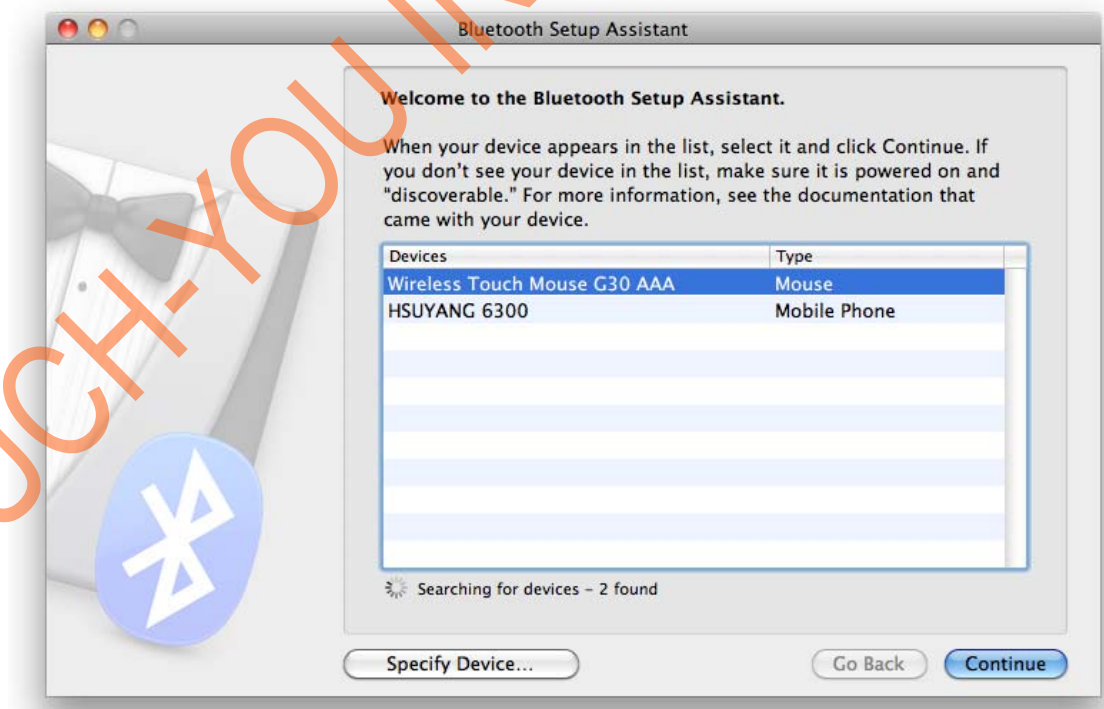 Bluetooth Setup Assistant
Welcome to the Bluetooth Setup Assistant.
When your device appears in the list, select it and click Continue. If
you don't see your device in the list, make sure it is powered on and
“discoverable.” For more information, see the documentation that
came with your device.
Devices Type
Wireless Touch Mouse G30 AAA Mouse
HSUYANG 6300 Mobile Phone
Searching for devices – 2 found
Specify Device... Go Back Continue